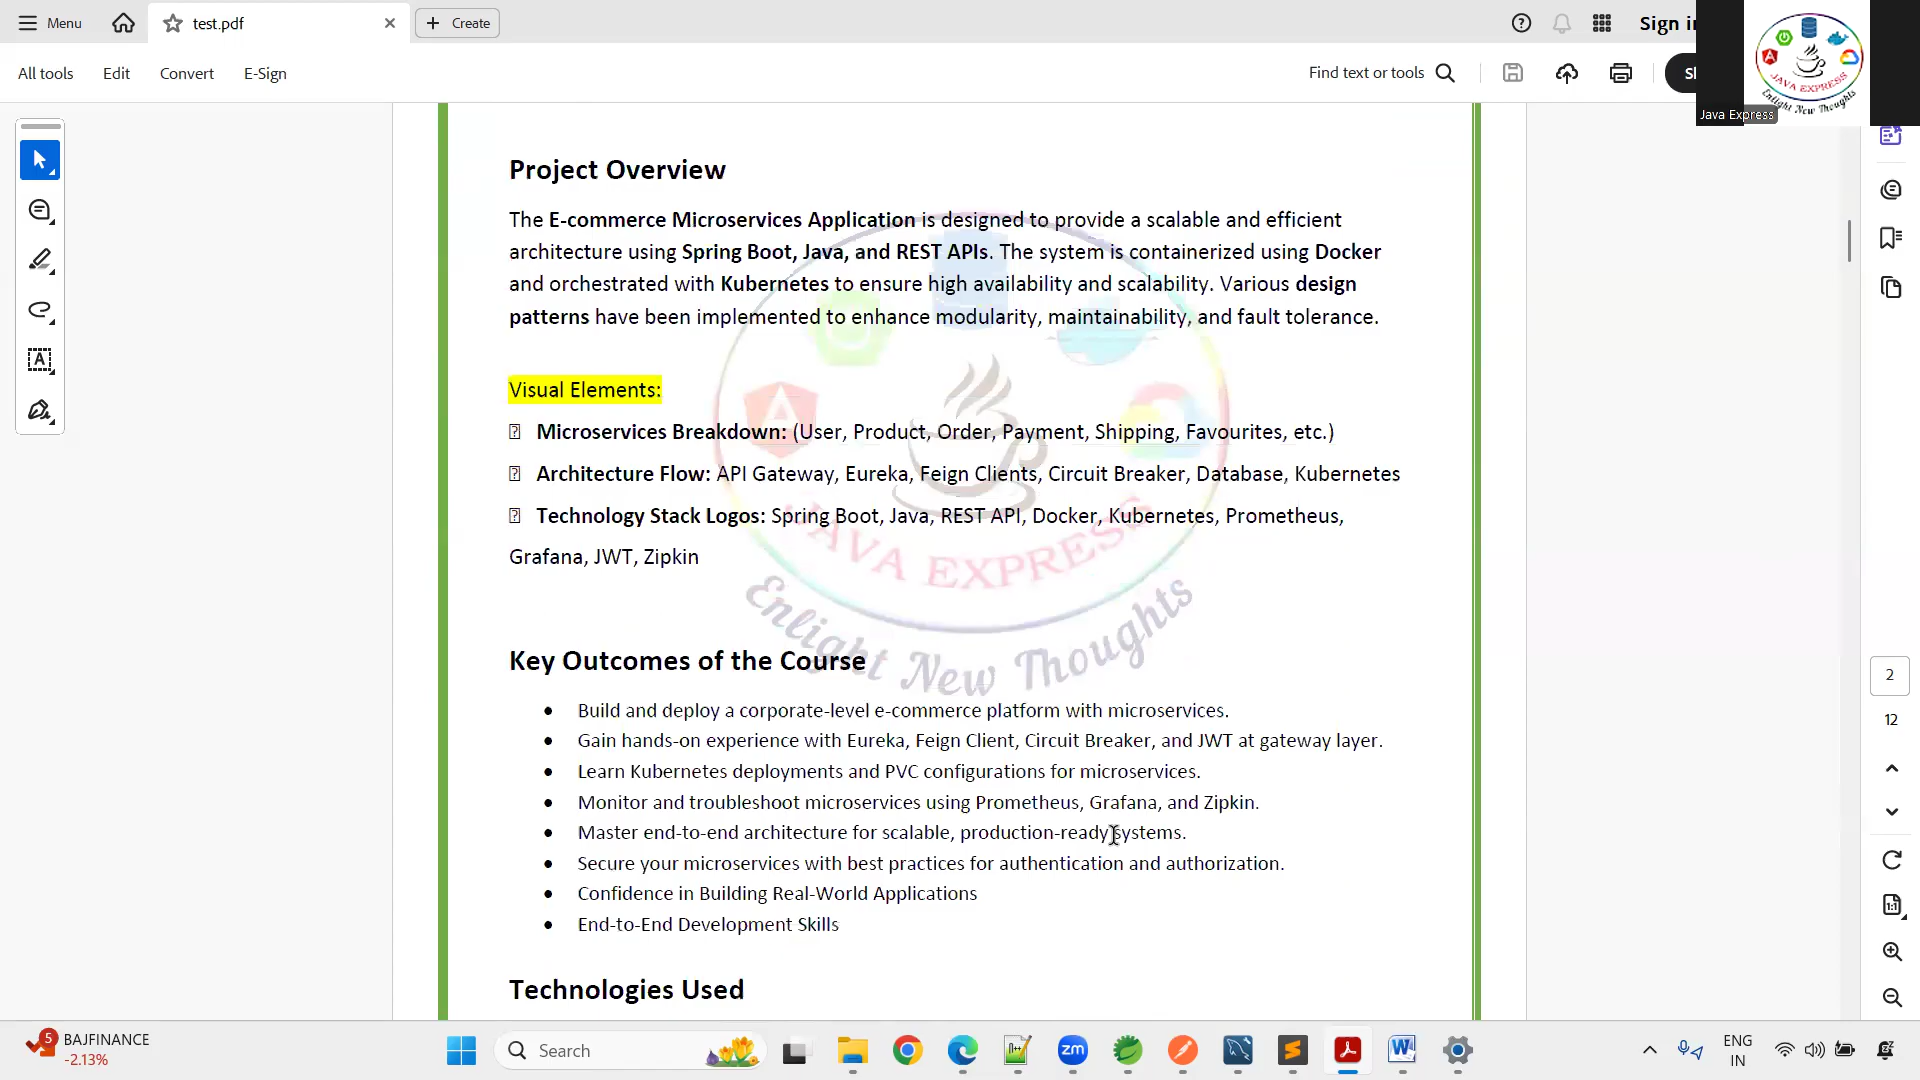 Menu
test.pdf
Create
Sign in
All tools
Edit
Convert
E-Sign
Find text or tools
JAVA EXPRESS
Enlight New Thoughts
Java Express
Project Overview
The E-commerce Microservices Application is designed to provide a scalable and efficient
architecture using Spring Boot, Java, and REST APIs. The system is containerized using Docker
and orchestrated with Kubernetes to ensure high availability and scalability. Various design
patterns have been implemented to enhance modularity, maintainability, and fault tolerance.
Visual Elements:
Microservices Breakdown: (User, Product, Order, Payment, Shipping, Favourites, etc.)
Architecture Flow: API Gateway, Eureka, Feign Clients, Circuit Breaker, Database, Kubernetes
Technology Stack Logos: Spring Boot, Java, REST API, Docker, Kubernetes, Prometheus,
Grafana, JWT, Zipkin
JAVA EXPRESS
Enlight New Thoughts
Key Outcomes of the Course
• Build and deploy a corporate-level e-commerce platform with microservices.
• Gain hands-on experience with Eureka, Feign Client, Circuit Breaker, and JWT at gateway layer.
• Learn Kubernetes deployments and PVC configurations for microservices.
• Monitor and troubleshoot microservices using Prometheus, Grafana, and Zipkin.
• Master end-to-end architecture for scalable, production-ready systems.
• Secure your microservices with best practices for authentication and authorization.
• Confidence in Building Real-World Applications
• End-to-End Development Skills
Technologies Used
2
12
5
BAJFINANCE
-2.13%
Search
zm
ENG
IN